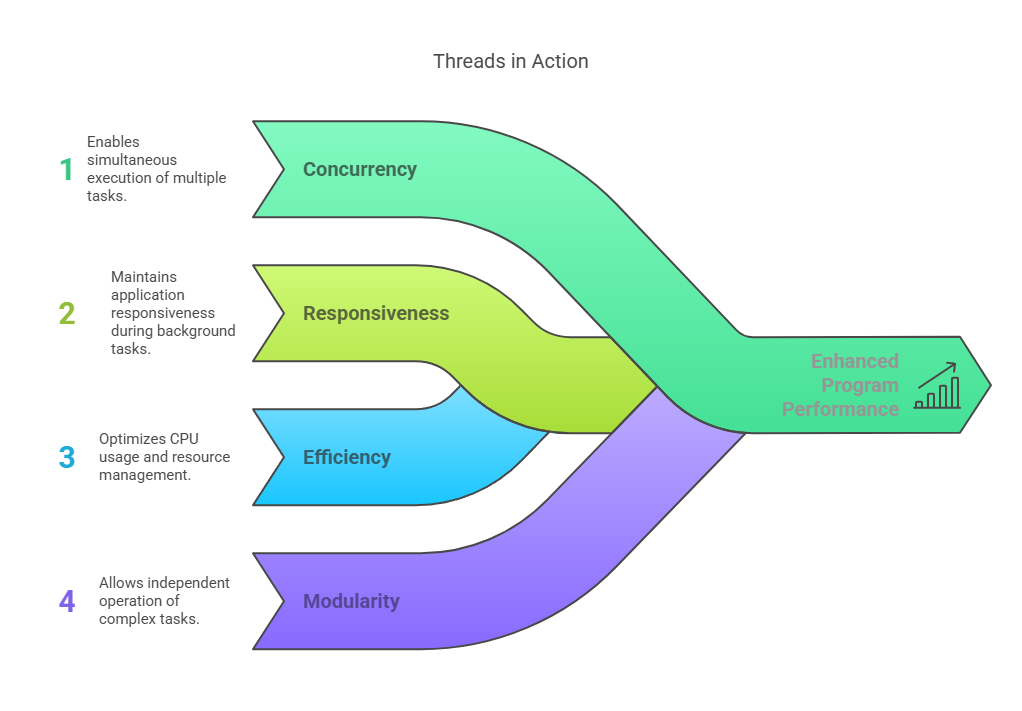 Threads in Action
1
Enables
simultaneous
execution of multiple
tasks.
Concurrency
2
Maintains
application
responsiveness
during background
tasks.
Responsiveness
Enhanced
Program
Performance
3
Optimizes CPU
usage and resource
management.
Efficiency
4
Allows independent
operation of
complex tasks.
Modularity